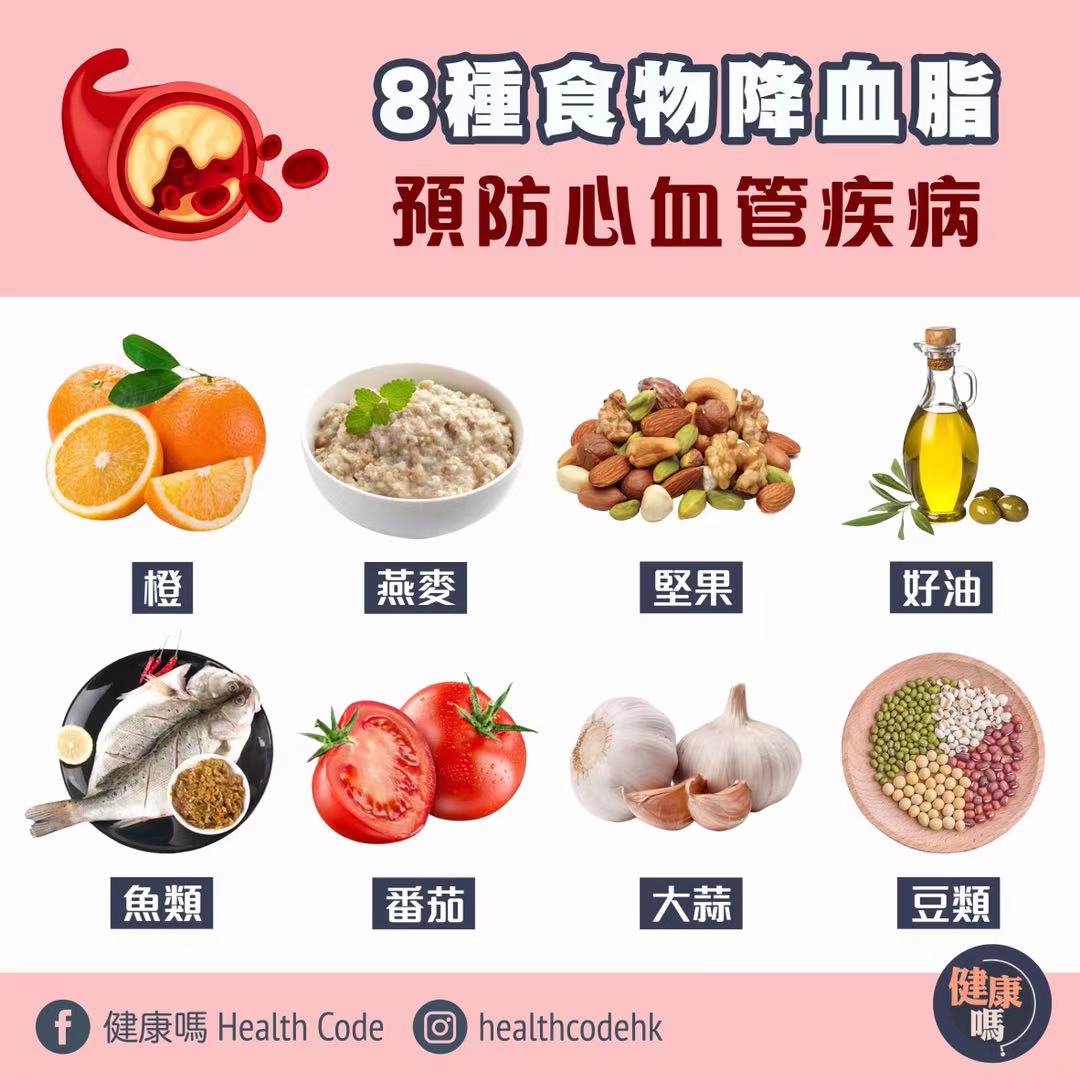 8種食物降血脂
預防心血管疾病
橙
燕麥
堅果
好油
魚類
番茄
大蒜
豆類
健康嗎 Health Code
healthcodehk
健康
嗎